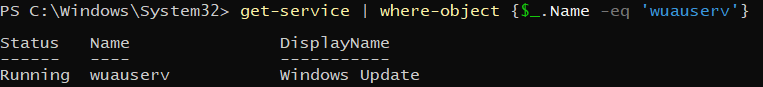 PS C:\Windows\System32> get-service | where-object {$_.Name -eq 'wuauserv'}
Status   Name               DisplayName
------   ----               -----------
Running  wuauserv           Windows Update